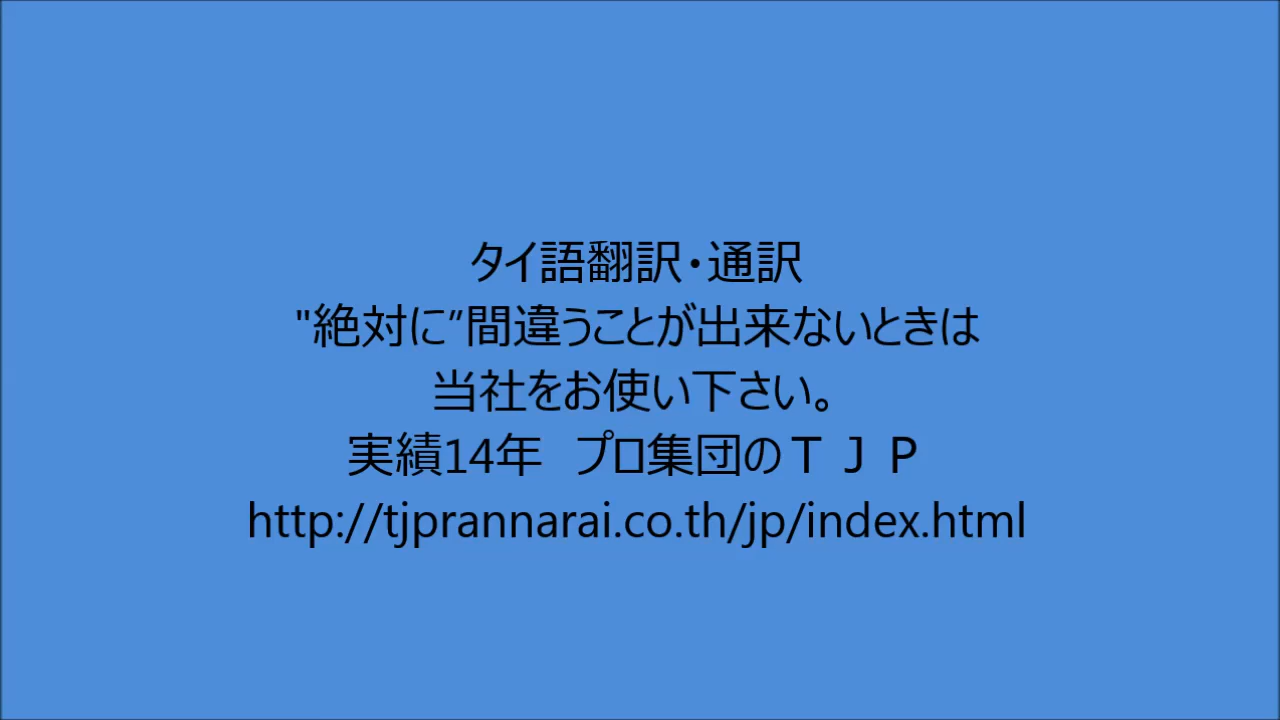 タイ語翻訳・通訳
"絶対に”間違うことが出来ないときは
当社をお使い下さい。
実績14年　プロ集団のＴＪＰ
http://tjprannarai.co.th/jp/index.html